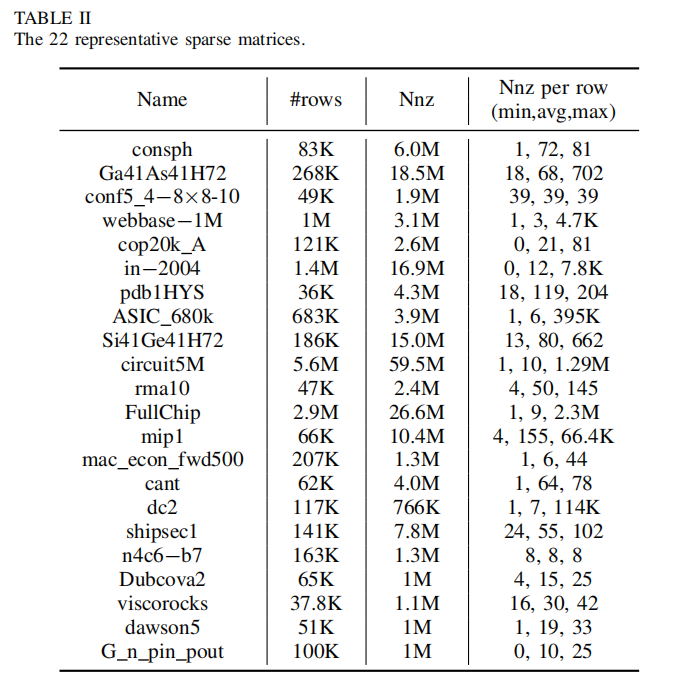 TABLE II
The 22 representative sparse matrices.
Name #rows Nnz Nnz per row (min,avg,max)
consph 83K 6.0M 1, 72, 81
Ga41As41H72 268K 18.5M 18, 68, 702
conf5_4−8×8-10 49K 1.9M 39, 39, 39
webbase−1M 1M 3.1M 1, 3, 4.7K
cop20k_A 121K 2.6M 0, 21, 81
in−2004 1.4M 16.9M 0, 12, 7.8K
pdb1HYS 36K 4.3M 18, 119, 204
ASIC_680k 683K 3.9M 1, 6, 395K
Si41Ge41H72 186K 15.0M 13, 80, 662
circuit5M 5.6M 59.5M 1, 10, 1.29M
rma10 47K 2.4M 4, 50, 145
FullChip 2.9M 26.6M 1, 9, 2.3M
mip1 66K 10.4M 4, 155, 66.4K
mac_econ_fwd500 207K 1.3M 1, 6, 44
cant 62K 4.0M 1, 64, 78
dc2 117K 766K 1, 7, 114K
shipsec1 141K 7.8M 24, 55, 102
n4c6−b7 163K 1.3M 8, 8, 8
Dubcova2 65K 1M 4, 15, 25
viscorocks 37.8K 1.1M 16, 30, 42
dawson5 51K 1M 1, 19, 33
G_n_pin_pout 100K 1M 0, 10, 25